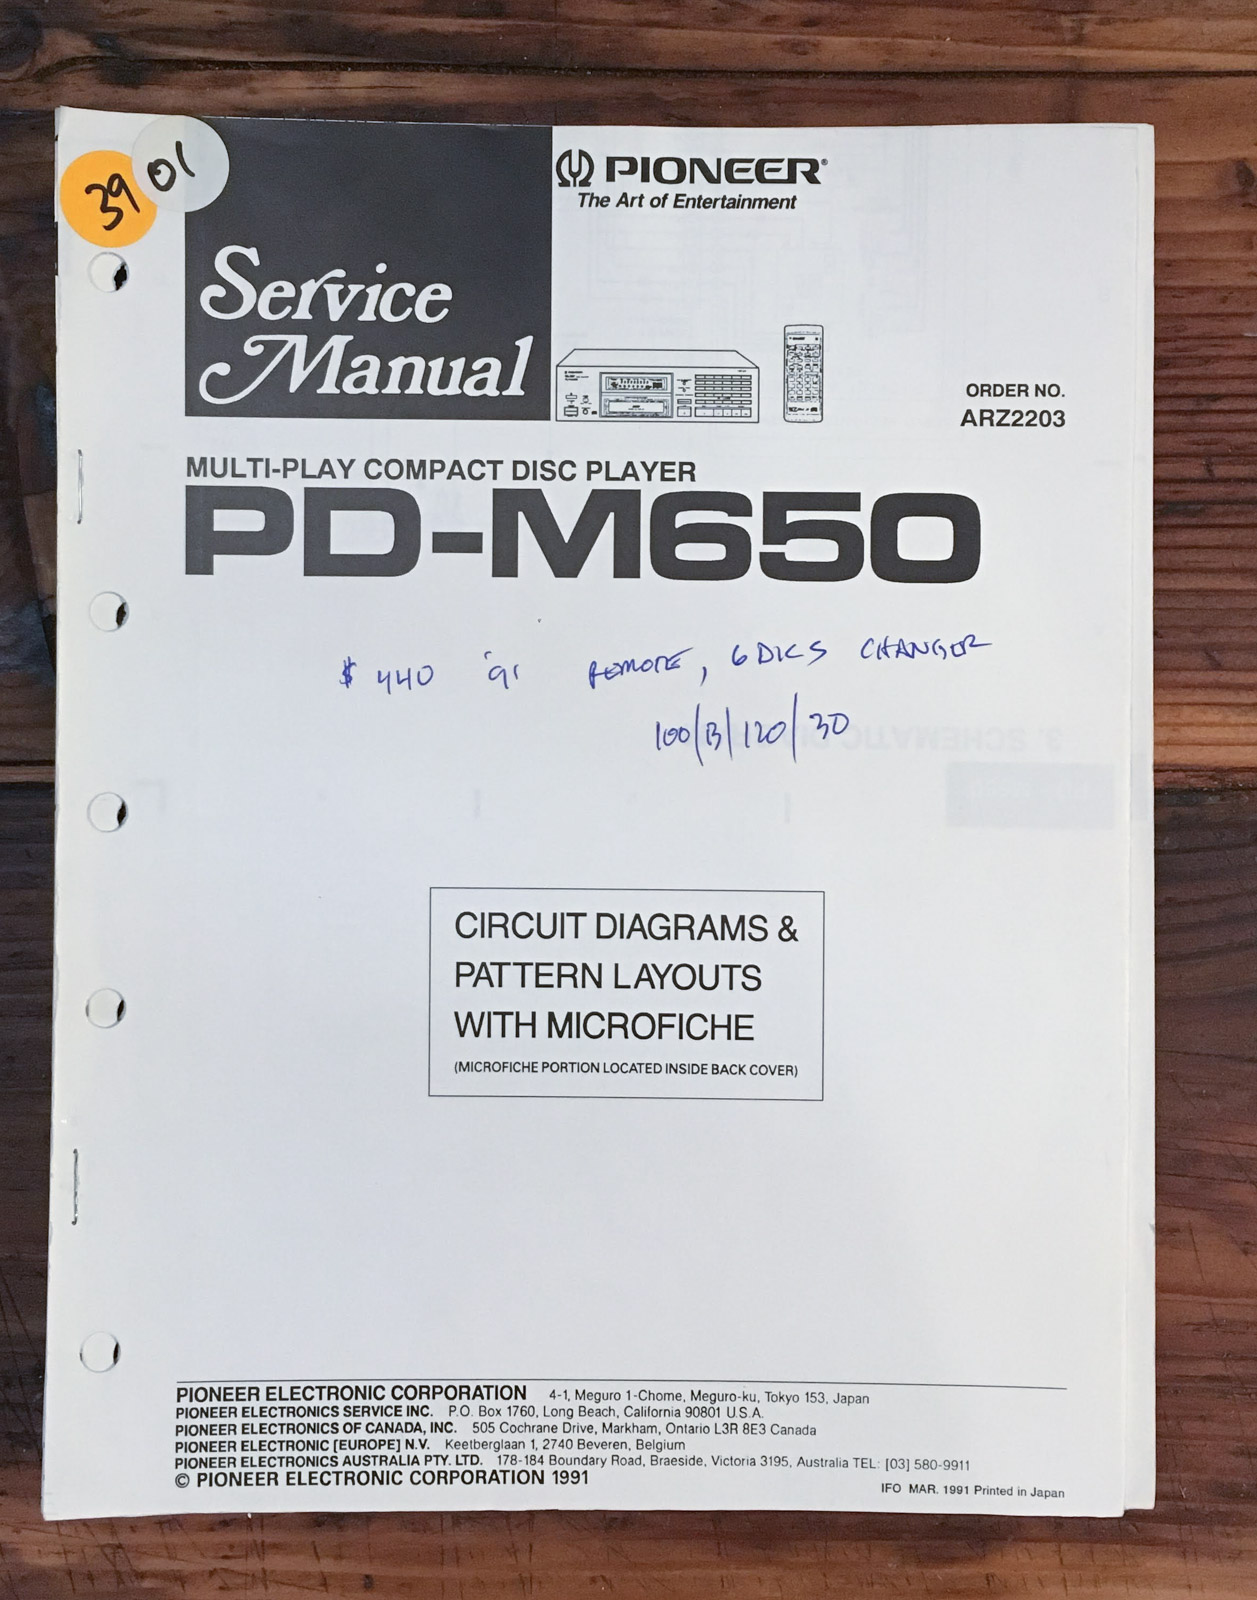 39
01
PIONEER®
The Art of Entertainment
Service
Manual
ORDER NO.
ARZ2203
MULTI-PLAY COMPACT DISC PLAYER
PD-M650
$ 440 '91 REMOTE, 6 DICS CHANGOR
100/B/120/30
CIRCUIT DIAGRAMS &
PATTERN LAYOUTS
WITH MICROFICHE
(MICROFICHE PORTION LOCATED INSIDE BACK COVER)
PIONEER ELECTRONIC CORPORATION 4-1, Meguro 1-Chome, Meguro-ku, Tokyo 153, Japan
PIONEER ELECTRONICS SERVICE INC. P.O. Box 1760, Long Beach, California 90801 U.S.A.
PIONEER ELECTRONICS OF CANADA, INC. 505 Cochrane Drive, Markham, Ontario L3R 8E3 Canada
PIONEER ELECTRONIC [EUROPE] N.V. Keetberglaan 1, 2740 Beveren, Belgium
PIONEER ELECTRONICS AUSTRALIA PTY. LTD. 178-184 Boundary Road, Braeside, Victoria 3195, Australia TEL: [03] 580-9911
© PIONEER ELECTRONIC CORPORATION 1991
IFO MAR. 1991 Printed in Japan